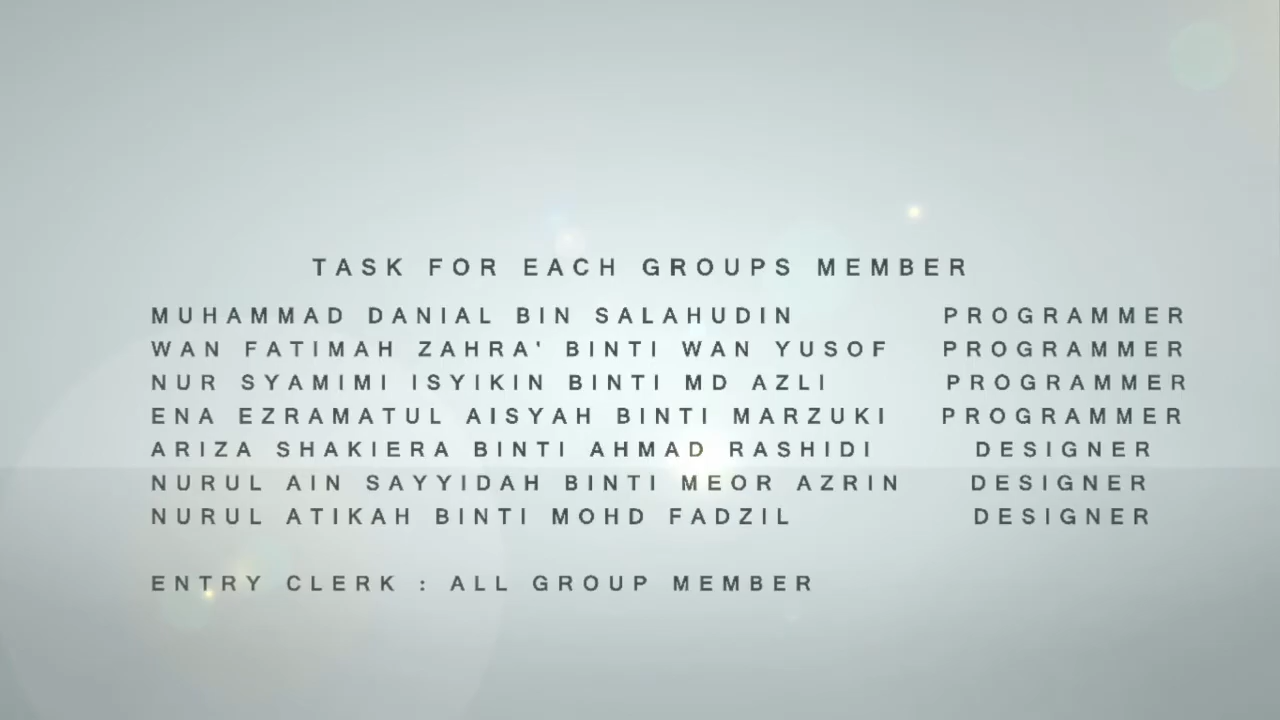 TASK FOR EACH GROUPS MEMBER
MUHAMMAD DANIAL BIN SALAHUDIN PROGRAMMER
WAN FATIMAH ZAHRA' BINTI WAN YUSOF PROGRAMMER
NUR SYAMIMI ISYIKIN BINTI MD AZLI PROGRAMMER
ENA EZRAMATUL AISYAH BINTI MARZUKI PROGRAMMER
ARIZA SHAKIERA BINTI AHMAD RASHIDI DESIGNER
NURUL AIN SAYYIDAH BINTI MEOR AZRIN DESIGNER
NURUL ATIKAH BINTI MOHD FADZIL DESIGNER
ENTRY CLERK : ALL GROUP MEMBER